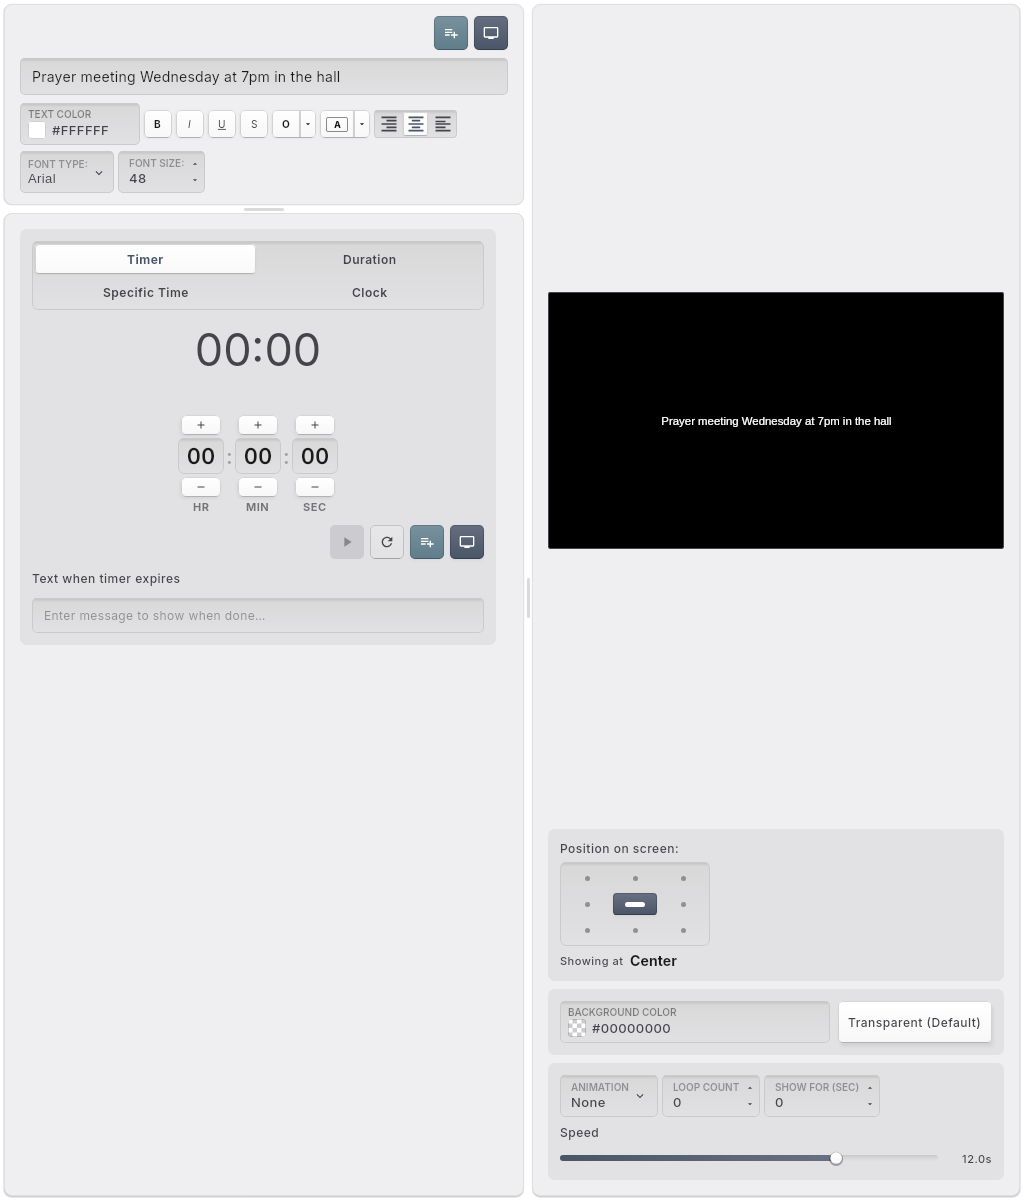 Prayer meeting Wednesday at 7pm in the hall
TEXT COLOR
#FFFFFF
B I U S O A
FONT TYPE:
Arial
FONT SIZE:
48
Timer
Duration
Specific Time
Clock
00:00
+ + +
00 : 00 : 00
− − −
HR MIN SEC
Text when timer expires
Enter message to show when done...
Prayer meeting Wednesday at 7pm in the hall
Position on screen:
Showing at Center
BACKGROUND COLOR
#00000000
Transparent (Default)
ANIMATION
None
LOOP COUNT
0
SHOW FOR (SEC)
0
Speed
12.0s